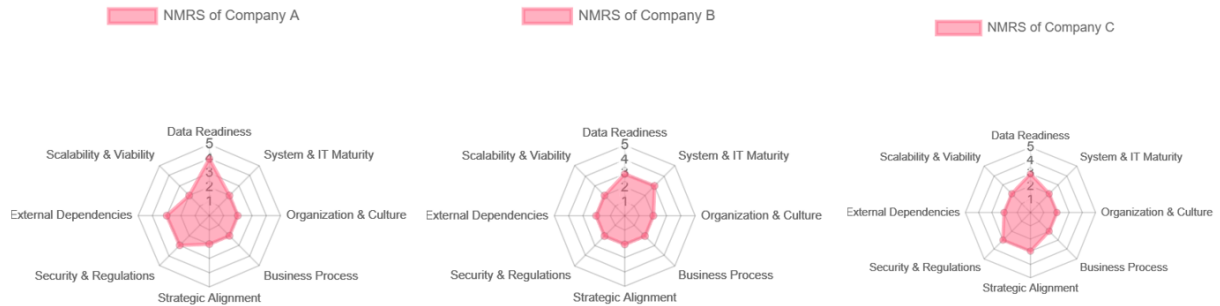 NMRS of Company A
Data Readiness
5
4
3
2
1
Scalability & Viability
System & IT Maturity
External Dependencies
Organization & Culture
Security & Regulations
Business Process
Strategic Alignment
NMRS of Company B
Data Readiness
5
4
3
2
1
Scalability & Viability
System & IT Maturity
External Dependencies
Organization & Culture
Security & Regulations
Business Process
Strategic Alignment
NMRS of Company C
Data Readiness
5
4
3
2
1
Scalability & Viability
System & IT Maturity
External Dependencies
Organization & Culture
Security & Regulations
Business Process
Strategic Alignment